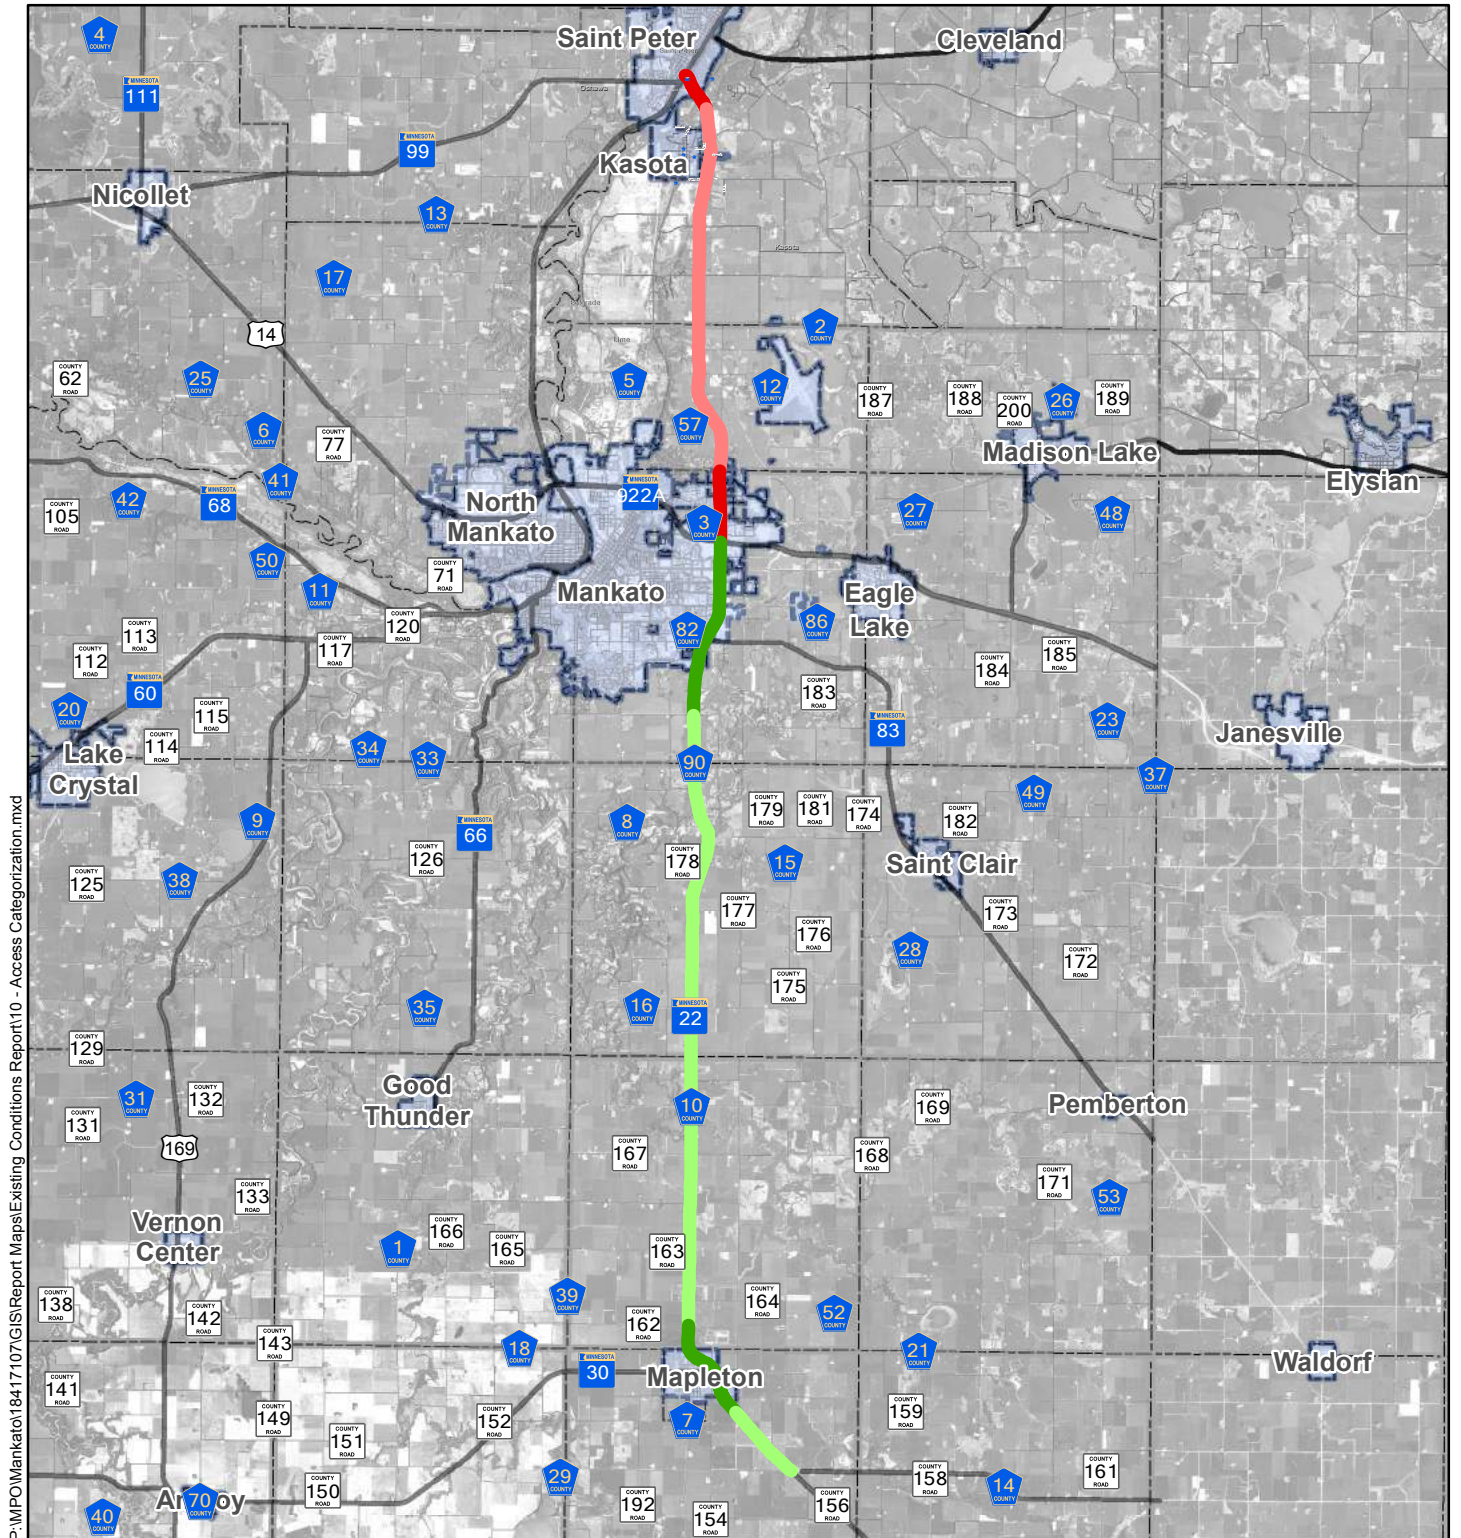 Saint Peter
Cleveland
4
COUNTY
MINNESOTA
111
Oshawa
MINNESOTA
99
Kasota
Nicollet
13
COUNTY
Kasota
17
COUNTY
Belgrade
14
2
COUNTY
Lime
COUNTY
62
ROAD
25
COUNTY
5
COUNTY
12
COUNTY
COUNTY
187
ROAD
COUNTY
188
ROAD
COUNTY
200
ROAD
26
COUNTY
COUNTY
189
ROAD
6
COUNTY
COUNTY
77
ROAD
57
COUNTY
Madison Lake
Elysian
41
COUNTY
42
COUNTY
MINNESOTA
68
COUNTY
105
ROAD
North
Mankato
MINNESOTA
922A
3
COUNTY
27
COUNTY
48
COUNTY
50
COUNTY
11
COUNTY
COUNTY
71
ROAD
Mankato
Eagle
Lake
COUNTY
113
ROAD
COUNTY
120
ROAD
82
COUNTY
86
COUNTY
COUNTY
112
ROAD
COUNTY
117
ROAD
COUNTY
184
ROAD
COUNTY
185
ROAD
MINNESOTA
60
COUNTY
183
ROAD
20
COUNTY
COUNTY
115
ROAD
MINNESOTA
83
23
COUNTY
Janesville
Lake
Crystal
COUNTY
114
ROAD
34
COUNTY
33
COUNTY
90
COUNTY
37
COUNTY
9
COUNTY
MINNESOTA
66
8
COUNTY
COUNTY
179
ROAD
COUNTY
181
ROAD
COUNTY
174
ROAD
COUNTY
182
ROAD
49
COUNTY
COUNTY
125
ROAD
38
COUNTY
COUNTY
126
ROAD
COUNTY
178
ROAD
15
COUNTY
Saint Clair
COUNTY
177
ROAD
COUNTY
176
ROAD
COUNTY
173
ROAD
28
COUNTY
COUNTY
172
ROAD
COUNTY
175
ROAD
35
COUNTY
16
COUNTY
MINNESOTA
22
COUNTY
129
ROAD
31
COUNTY
COUNTY
132
ROAD
Good
Thunder
10
COUNTY
COUNTY
169
ROAD
Pemberton
COUNTY
131
ROAD
169
COUNTY
167
ROAD
COUNTY
168
ROAD
COUNTY
133
ROAD
COUNTY
171
ROAD
53
COUNTY
Vernon
Center
1
COUNTY
COUNTY
166
ROAD
COUNTY
165
ROAD
COUNTY
163
ROAD
COUNTY
138
ROAD
COUNTY
142
ROAD
39
COUNTY
COUNTY
162
ROAD
COUNTY
164
ROAD
52
COUNTY
COUNTY
143
ROAD
18
COUNTY
MINNESOTA
30
Mapleton
21
COUNTY
Waldorf
COUNTY
141
ROAD
COUNTY
149
ROAD
COUNTY
151
ROAD
COUNTY
152
ROAD
7
COUNTY
COUNTY
159
ROAD
COUNTY
150
ROAD
29
COUNTY
COUNTY
158
ROAD
14
COUNTY
COUNTY
161
ROAD
40
COUNTY
70
COUNTY
COUNTY
192
ROAD
COUNTY
154
ROAD
COUNTY
156
ROAD
P:\MPO\Mankato\18417107\GIS\Report Maps\Existing Conditions Report\10 - Access Categorization.mxd